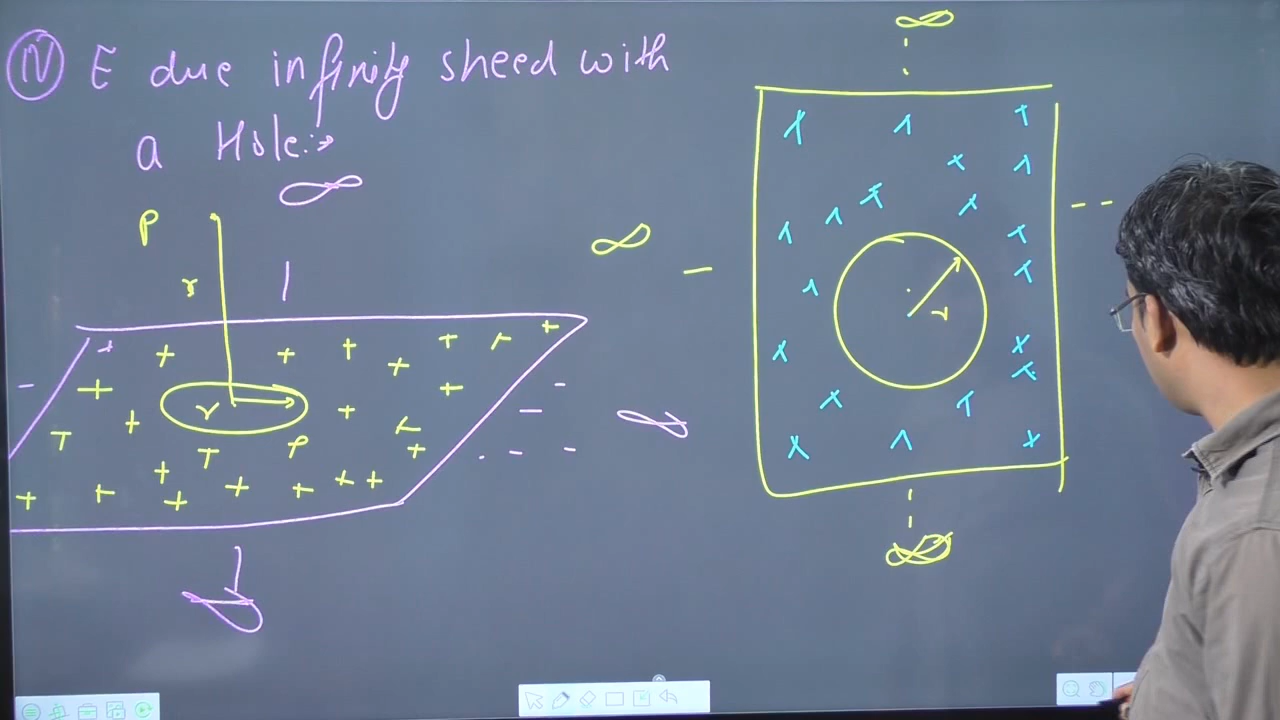 (IV) E due infinity sheed with
a Hole:→
∞
P
r
r
+ + + + + + + +
∞
∞
∞
∞
r
∞